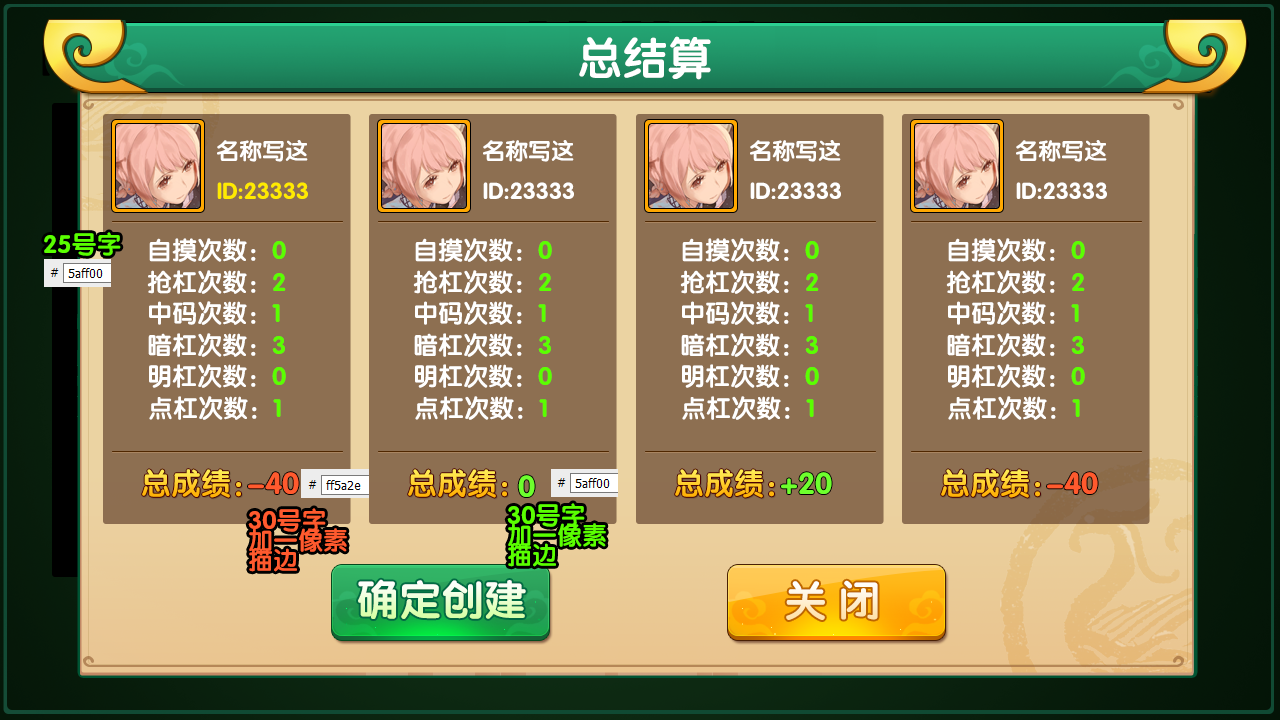 总结算
名称写这
ID:23333
自摸次数：0
抢杠次数：2
中码次数：1
暗杠次数：3
明杠次数：0
点杠次数：1
总成绩:-40
名称写这
ID:23333
自摸次数：0
抢杠次数：2
中码次数：1
暗杠次数：3
明杠次数：0
点杠次数：1
总成绩:0
名称写这
ID:23333
自摸次数：0
抢杠次数：2
中码次数：1
暗杠次数：3
明杠次数：0
点杠次数：1
总成绩:+20
名称写这
ID:23333
自摸次数：0
抢杠次数：2
中码次数：1
暗杠次数：3
明杠次数：0
点杠次数：1
总成绩:-40
25号字
# 5aff00
# ff5a2e
30号字
加一像素
描边
# 5aff00
30号字
加一像素
描边
确定创建
关闭